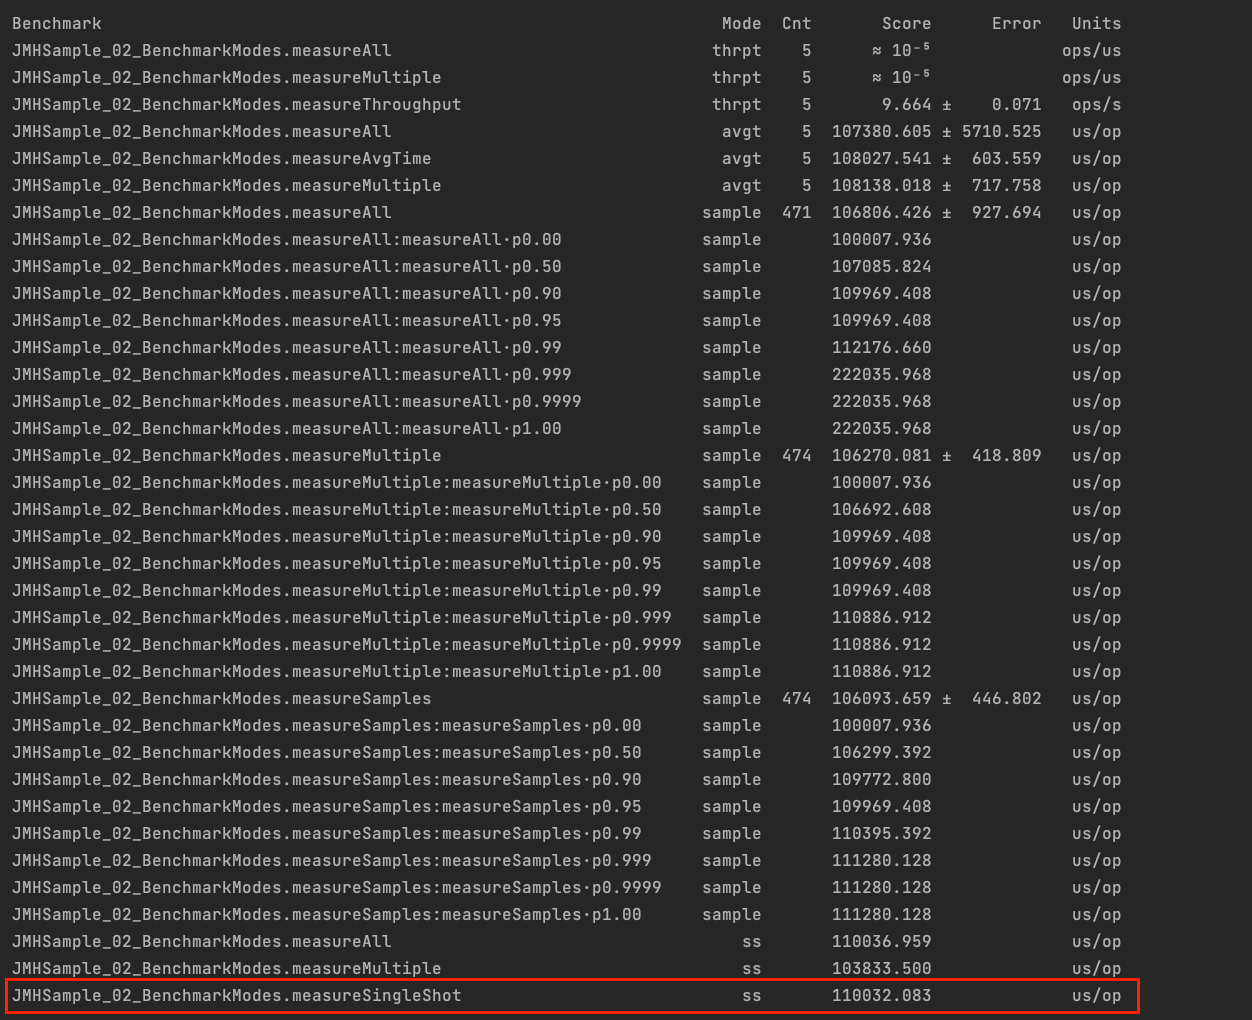 Benchmark Mode Cnt Score Error Units
JMHSample_02_BenchmarkModes.measureAll thrpt 5 ≈ 10⁻⁵ ops/us
JMHSample_02_BenchmarkModes.measureMultiple thrpt 5 ≈ 10⁻⁵ ops/us
JMHSample_02_BenchmarkModes.measureThroughput thrpt 5 9.664 ± 0.071 ops/s
JMHSample_02_BenchmarkModes.measureAll avgt 5 107380.605 ± 5710.525 us/op
JMHSample_02_BenchmarkModes.measureAvgTime avgt 5 108027.541 ± 603.559 us/op
JMHSample_02_BenchmarkModes.measureMultiple avgt 5 108138.018 ± 717.758 us/op
JMHSample_02_BenchmarkModes.measureAll sample 471 106806.426 ± 927.694 us/op
JMHSample_02_BenchmarkModes.measureAll:measureAll·p0.00 sample 100007.936 us/op
JMHSample_02_BenchmarkModes.measureAll:measureAll·p0.50 sample 107085.824 us/op
JMHSample_02_BenchmarkModes.measureAll:measureAll·p0.90 sample 109969.408 us/op
JMHSample_02_BenchmarkModes.measureAll:measureAll·p0.95 sample 109969.408 us/op
JMHSample_02_BenchmarkModes.measureAll:measureAll·p0.99 sample 112176.660 us/op
JMHSample_02_BenchmarkModes.measureAll:measureAll·p0.999 sample 222035.968 us/op
JMHSample_02_BenchmarkModes.measureAll:measureAll·p0.9999 sample 222035.968 us/op
JMHSample_02_BenchmarkModes.measureAll:measureAll·p1.00 sample 222035.968 us/op
JMHSample_02_BenchmarkModes.measureMultiple sample 474 106270.081 ± 418.809 us/op
JMHSample_02_BenchmarkModes.measureMultiple:measureMultiple·p0.00 sample 100007.936 us/op
JMHSample_02_BenchmarkModes.measureMultiple:measureMultiple·p0.50 sample 106692.608 us/op
JMHSample_02_BenchmarkModes.measureMultiple:measureMultiple·p0.90 sample 109969.408 us/op
JMHSample_02_BenchmarkModes.measureMultiple:measureMultiple·p0.95 sample 109969.408 us/op
JMHSample_02_BenchmarkModes.measureMultiple:measureMultiple·p0.99 sample 109969.408 us/op
JMHSample_02_BenchmarkModes.measureMultiple:measureMultiple·p0.999 sample 110886.912 us/op
JMHSample_02_BenchmarkModes.measureMultiple:measureMultiple·p0.9999 sample 110886.912 us/op
JMHSample_02_BenchmarkModes.measureMultiple:measureMultiple·p1.00 sample 110886.912 us/op
JMHSample_02_BenchmarkModes.measureSamples sample 474 106093.659 ± 446.802 us/op
JMHSample_02_BenchmarkModes.measureSamples:measureSamples·p0.00 sample 100007.936 us/op
JMHSample_02_BenchmarkModes.measureSamples:measureSamples·p0.50 sample 106299.392 us/op
JMHSample_02_BenchmarkModes.measureSamples:measureSamples·p0.90 sample 109772.800 us/op
JMHSample_02_BenchmarkModes.measureSamples:measureSamples·p0.95 sample 109969.408 us/op
JMHSample_02_BenchmarkModes.measureSamples:measureSamples·p0.99 sample 110395.392 us/op
JMHSample_02_BenchmarkModes.measureSamples:measureSamples·p0.999 sample 111280.128 us/op
JMHSample_02_BenchmarkModes.measureSamples:measureSamples·p0.9999 sample 111280.128 us/op
JMHSample_02_BenchmarkModes.measureSamples:measureSamples·p1.00 sample 111280.128 us/op
JMHSample_02_BenchmarkModes.measureAll ss 110036.959 us/op
JMHSample_02_BenchmarkModes.measureMultiple ss 103833.500 us/op
JMHSample_02_BenchmarkModes.measureSingleShot ss 110032.083 us/op